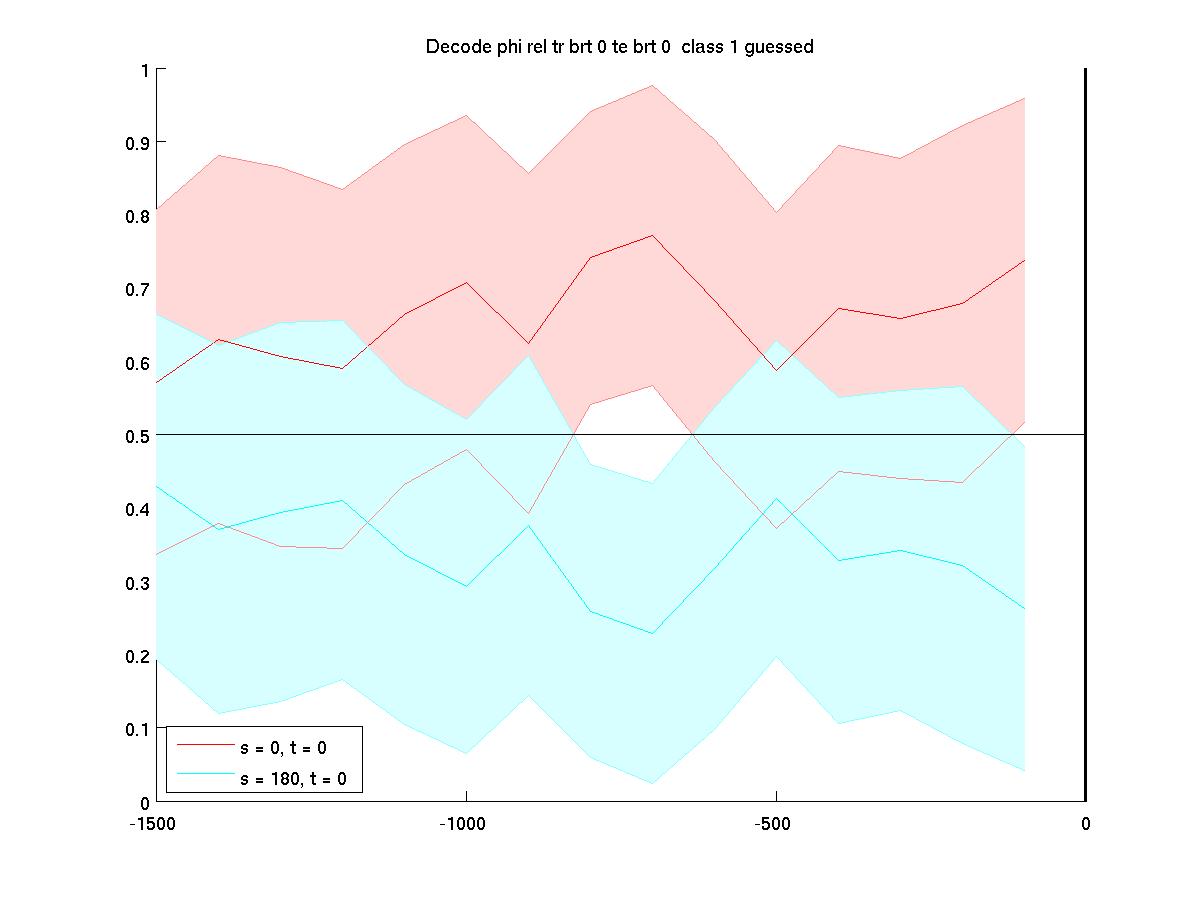 Decode phi rel tr brt 0 te brt 0  class 1 guessed
1
0.9
0.8
0.7
0.6
0.5
0.4
0.3
0.2
0.1
0
s = 0, t = 0
s = 180, t = 0
-1500 -1000 -500 0